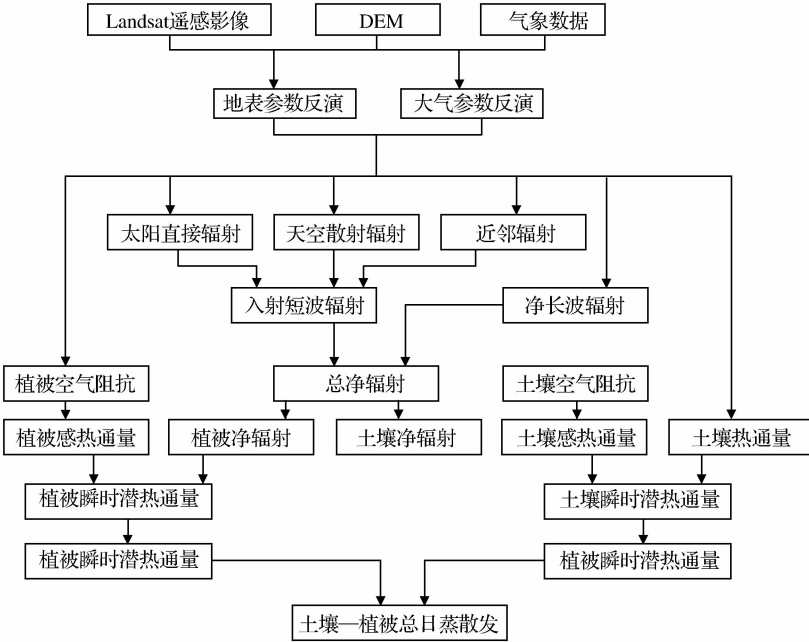 Landsat遥感影像
DEM
气象数据
地表参数反演
大气参数反演
太阳直接辐射
天空散射辐射
近邻辐射
入射短波辐射
净长波辐射
植被空气阻抗
总净辐射
土壤空气阻抗
植被感热通量
植被净辐射
土壤净辐射
土壤感热通量
土壤热通量
植被瞬时潜热通量
土壤瞬时潜热通量
植被瞬时潜热通量
植被瞬时潜热通量
土壤—植被总日蒸散发